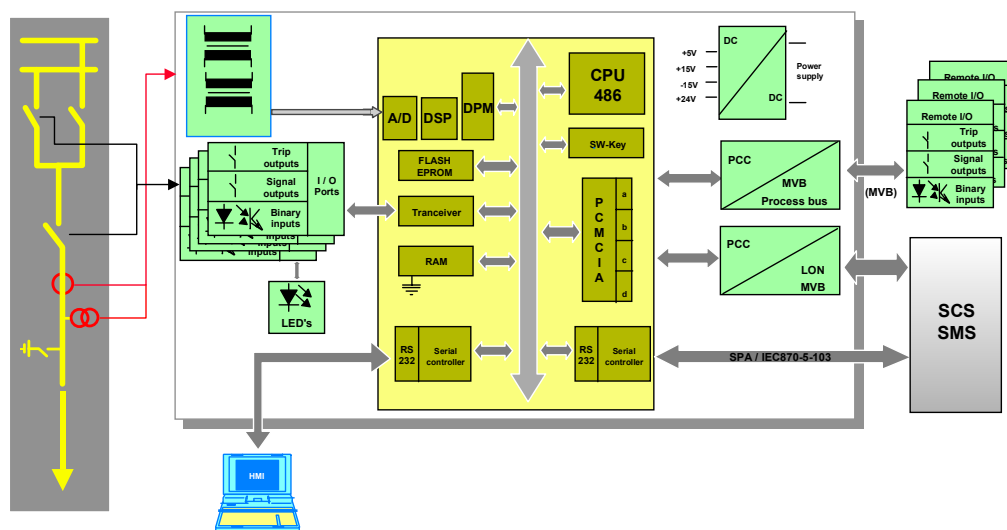 DC
+5V
+15V
-15V
+24V
Power
supply
DC
CPU
486
A/D
DSP
DPM
FLASH
EPROM
SW-Key
Tranceiver
RAM
P
C
M
C
I
A
a
b
c
d
RS
232
Serial
controller
RS
232
Serial
controller
Trip
outputs
Signal
outputs
Binary
inputs
I / O
Ports
inputs
LED's
PCC
MVB
Process bus
(MVB)
PCC
LON
MVB
Remote I/O
Remote I/O
Remote I/O
Trip
outputs
Signal
outputs
Binary
inputs
SCS
SMS
SPA / IEC870-5-103
HMI